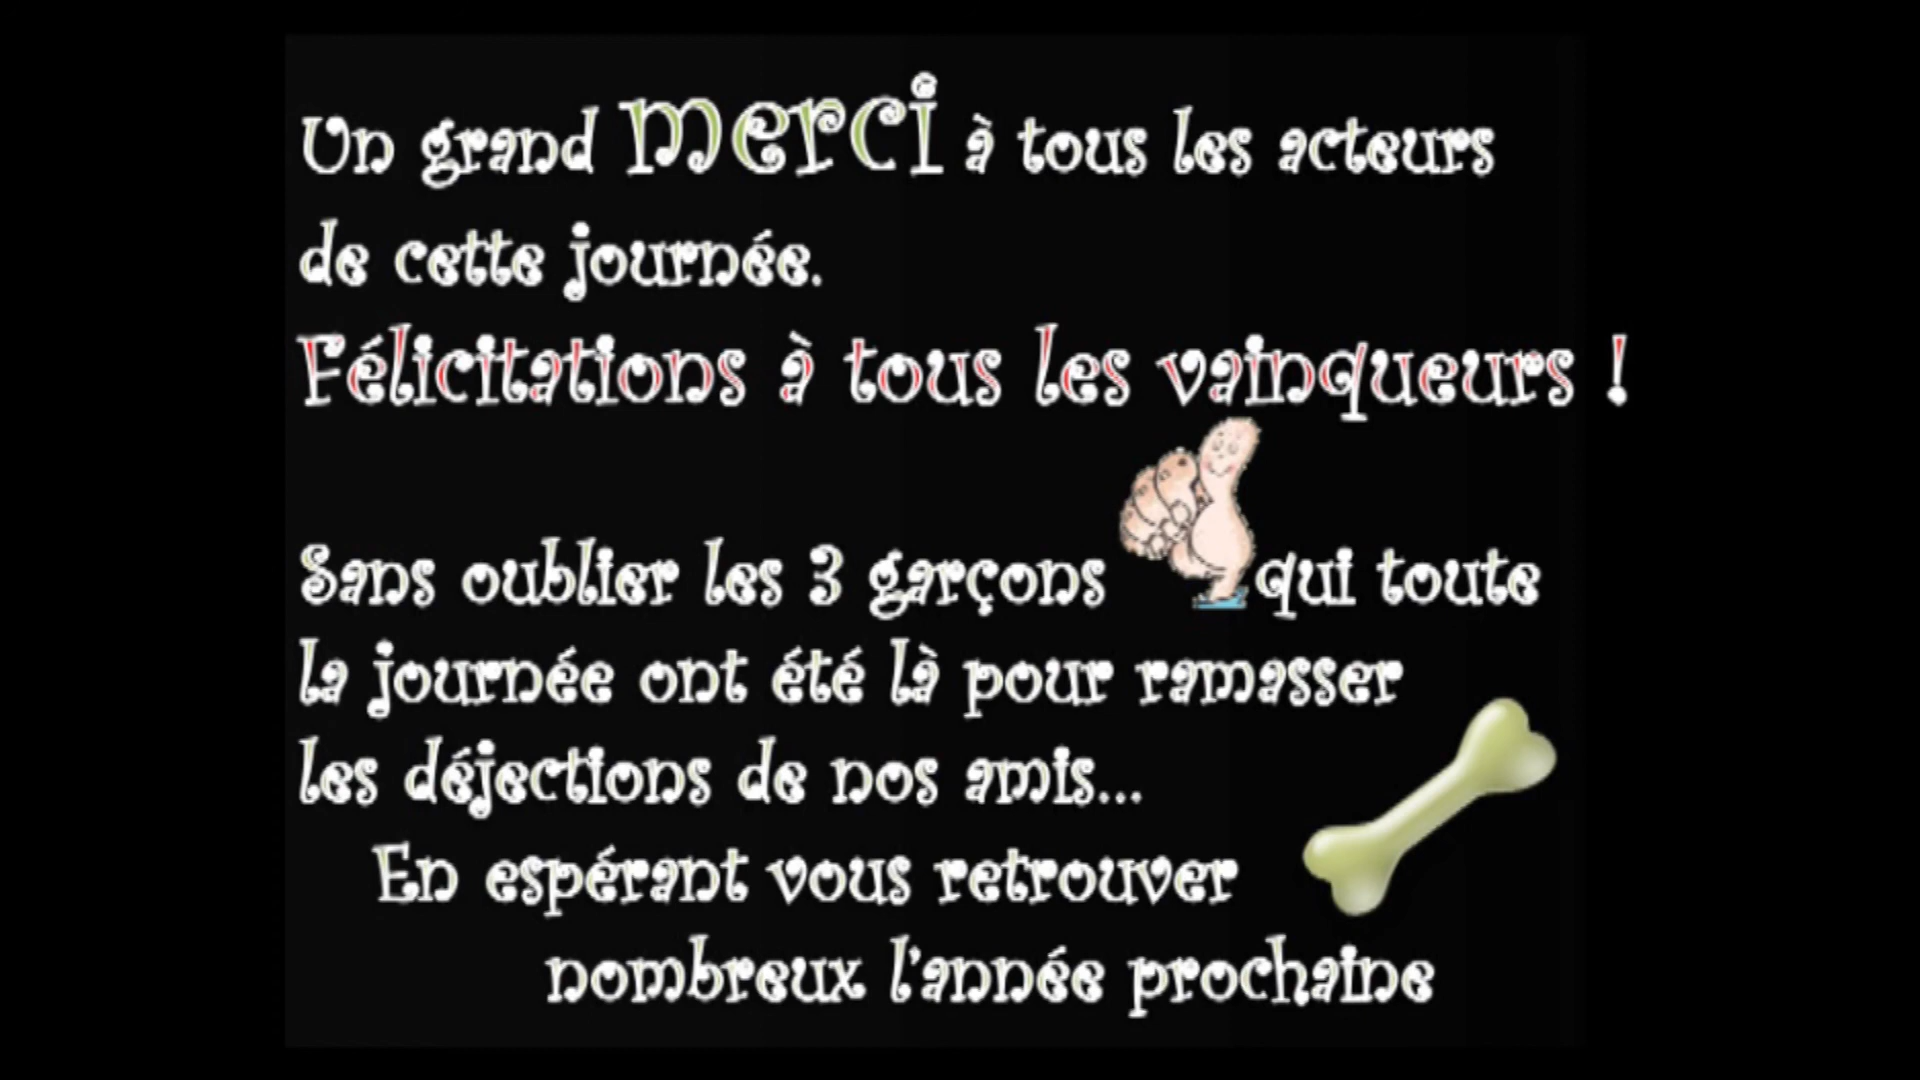 Un grand merci à tous les acteurs
de cette journée.
Félicitations à tous les vainqueurs !
Sans oublier les 3 garçons qui toute
la journée ont été là pour ramasser
les déjections de nos amis...
En espérant vous retrouver
nombreux l'année prochaine